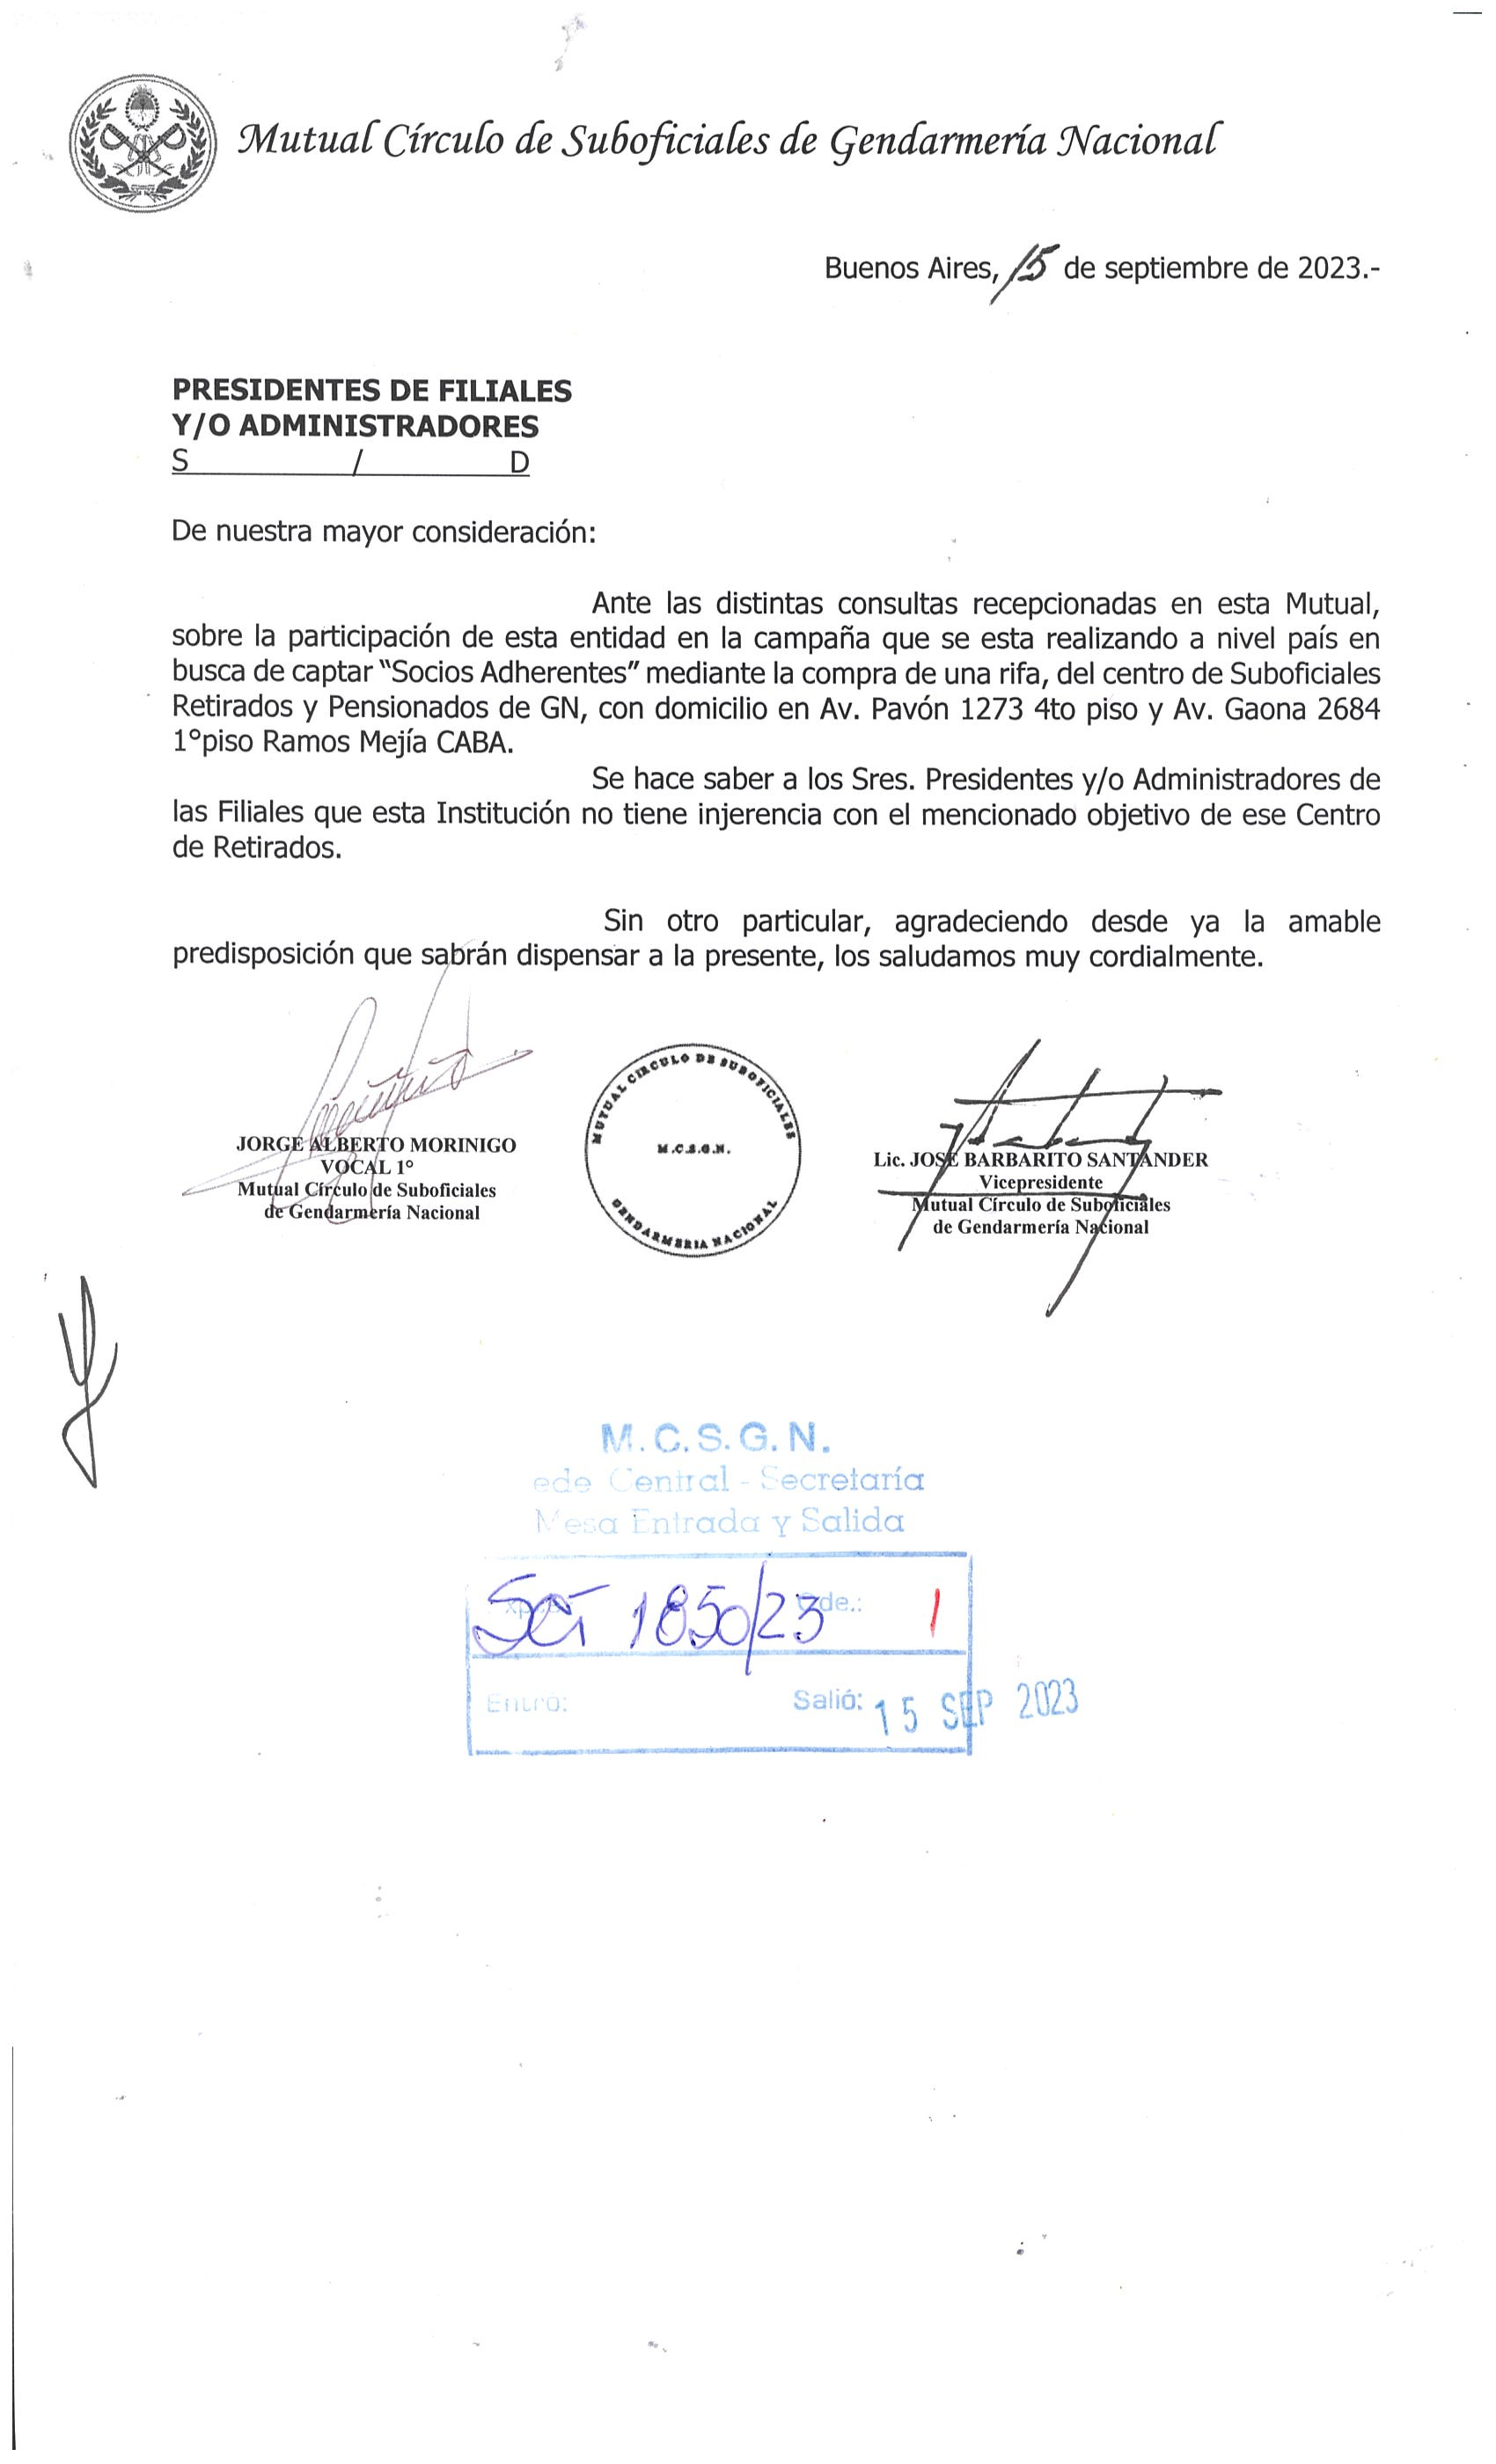 Mutual Círculo de Suboficiales de Gendarmería Nacional
Buenos Aires, 15 de septiembre de 2023.-
PRESIDENTES DE FILIALES
Y/O ADMINISTRADORES
S / D
De nuestra mayor consideración:
Ante las distintas consultas recepcionadas en esta Mutual,
sobre la participación de esta entidad en la campaña que se esta realizando a nivel país en
busca de captar “Socios Adherentes” mediante la compra de una rifa, del centro de Suboficiales
Retirados y Pensionados de GN, con domicilio en Av. Pavón 1273 4to piso y Av. Gaona 2684
1°piso Ramos Mejía CABA.
Se hace saber a los Sres. Presidentes y/o Administradores de
las Filiales que esta Institución no tiene injerencia con el mencionado objetivo de ese Centro
de Retirados.
Sin otro particular, agradeciendo desde ya la amable
predisposición que sabrán dispensar a la presente, los saludamos muy cordialmente.
JORGE ALBERTO MORINIGO
VOCAL 1°
Mutual Círculo de Suboficiales
de Gendarmería Nacional
MUTUAL CIRCULO DE SUBOFICIALES
M.C.S.G.N.
GENDARMERIA NACIONAL
Lic. JOSÉ BARBARITO SANTANDER
Vicepresidente
Mutual Círculo de Suboficiales
de Gendarmería Nacional
M.C.S.G.N.
ede Central - Secretaría
Mesa Entrada y Salida
1850/23 de.: 1
Entró: Salió: 15 SEP 2023